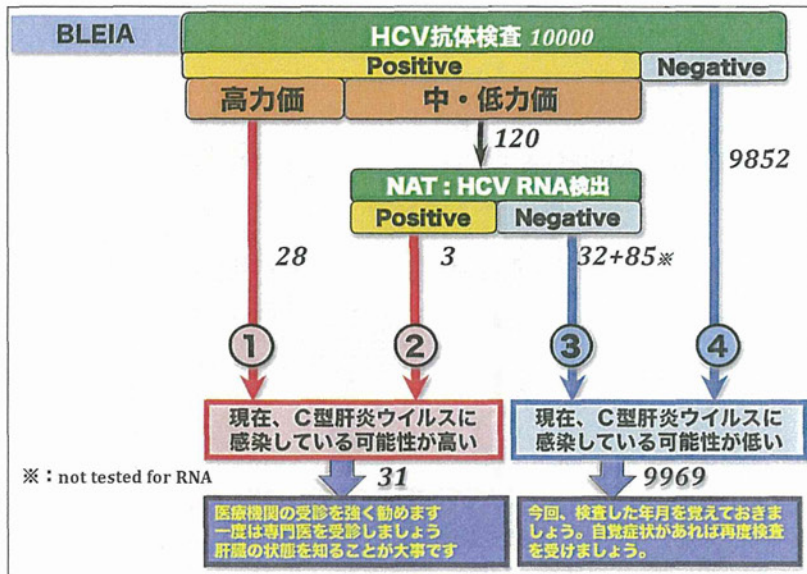 BLEIA
HCV抗体検査 10000
Positive
Negative
高力価
中・低力価
120
9852
NAT：HCV RNA検出
Positive
Negative
28
3
32+85※
1
2
3
4
現在、C型肝炎ウイルスに
感染している可能性が高い
現在、C型肝炎ウイルスに
感染している可能性が低い
※：not tested for RNA
31
9969
医療機関の受診を強く勧めます
一度は専門医を受診しましょう
肝臓の状態を知ることが大事です
今回、検査した年月を覚えておきま
しょう。自覚症状があれば再度検査
を受けましょう。